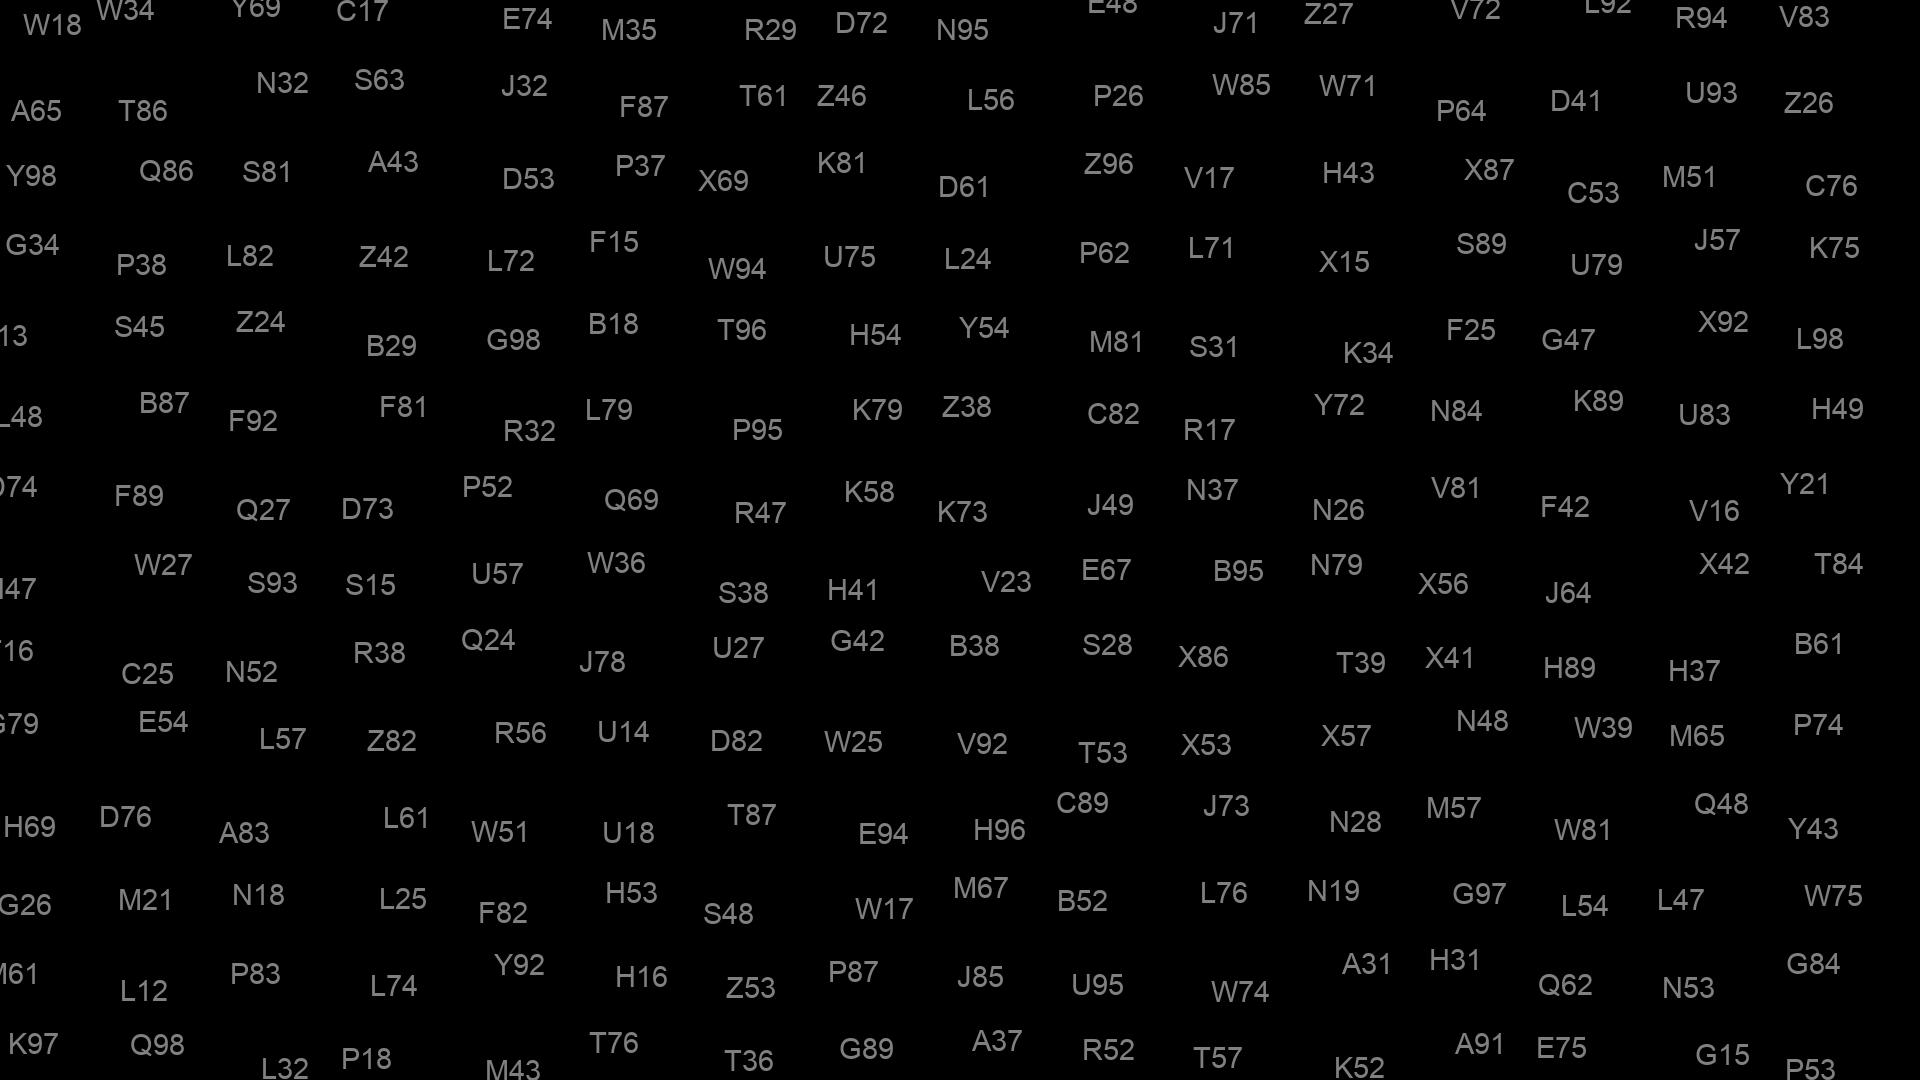 W18 W34 Y69 C17 E74 M35 R29 D72 N95 E48 J71 Z27 V72 L92 R94 V83
A65 T86 N32 S63 J32 F87 T61 Z46 L56 P26 W85 W71 P64 D41 U93 Z26
Y98 Q86 S81 A43 D53 P37 X69 K81 D61 Z96 V17 H43 X87 C53 M51 C76
G34 P38 L82 Z42 L72 F15 W94 U75 L24 P62 L71 X15 S89 U79 J57 K75
13 S45 Z24 B29 G98 B18 T96 H54 Y54 M81 S31 K34 F25 G47 X92 L98
L48 B87 F92 F81 R32 L79 P95 K79 Z38 C82 R17 Y72 N84 K89 U83 H49
74 F89 Q27 D73 P52 Q69 R47 K58 K73 J49 N37 N26 V81 F42 V16 Y21
47 W27 S93 S15 U57 W36 S38 H41 V23 E67 B95 N79 X56 J64 X42 T84
16 C25 N52 R38 Q24 J78 U27 G42 B38 S28 X86 T39 X41 H89 H37 B61
G79 E54 L57 Z82 R56 U14 D82 W25 V92 T53 X53 X57 N48 W39 M65 P74
H69 D76 A83 L61 W51 U18 T87 E94 H96 C89 J73 N28 M57 W81 Q48 Y43
G26 M21 N18 L25 F82 H53 S48 W17 M67 B52 L76 N19 G97 L54 L47 W75
M61 L12 P83 L74 Y92 H16 Z53 P87 J85 U95 W74 A31 H31 Q62 N53 G84
K97 Q98 L32 P18 M43 T76 T36 G89 A37 R52 T57 K52 A91 E75 G15 P53